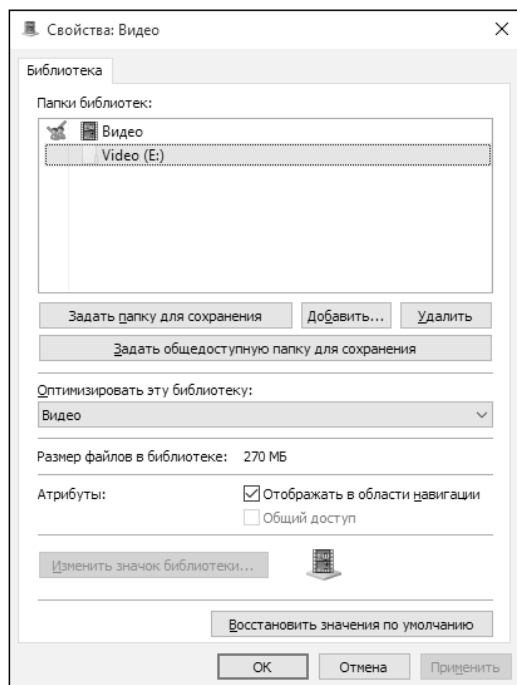 Свойства: Видео
Библиотека
Папки библиотек:
Видео
Video (E:)
Задать папку для сохранения
Добавить...
Удалить
Задать общедоступную папку для сохранения
Оптимизировать эту библиотеку:
Видео
Размер файлов в библиотеке: 270 МБ
Атрибуты:
Отображать в области навигации
Общий доступ
Изменить значок библиотеки...
Восстановить значения по умолчанию
ОК
Отмена
Применить